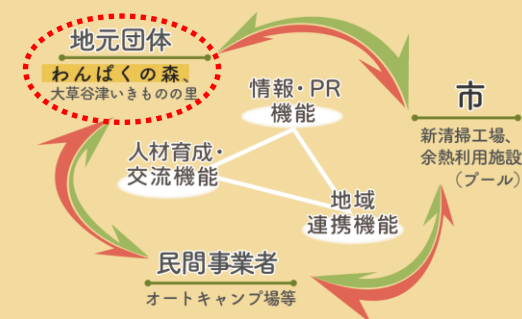 地元団体
わんぱくの森、
大草谷津いきものの里
情報・PR
機能
市
新清掃工場、
余熱利用施設
（プール）
人材育成・
交流機能
地域
連携機能
民間事業者
オートキャンプ場等